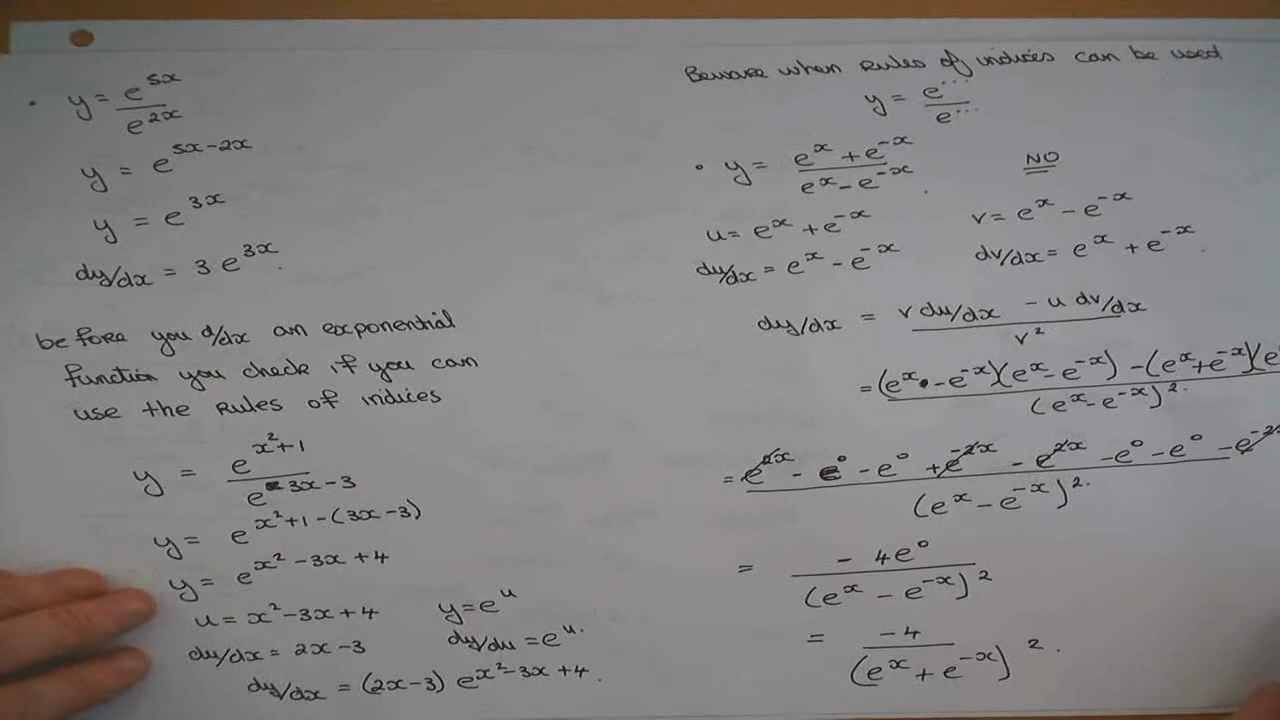 • y = e^5x / e^2x
y = e^5x-2x
y = e^3x
dy/dx = 3 e^3x.
before you d/dx an exponential
function you check if you can
use the rules of indices
y = e^x²+1 / e^3x-3
y = e^x²+1-(3x-3)
y = e^x²-3x+4
u = x²-3x+4 y = e^u
du/dx = 2x-3 dy/du = e^u.
dy/dx = (2x-3) e^x²-3x+4.
Beware when rules of indices can be used
y = e^... / e^...
• y = e^x + e^-x / e^x - e^-x NO
u = e^x + e^-x v = e^x - e^-x
du/dx = e^x - e^-x dv/dx = e^x + e^-x
dy/dx = v du/dx - u dv/dx / v²
= (e^x - e^-x)(e^x - e^-x) - (e^x + e^-x)(e / (e^x - e^-x)²
= e^2x - e^0 - e^0 + e^-2x - e^2x - e^0 - e^0 - e^-2x / (e^x - e^-x)².
= -4e^0 / (e^x - e^-x)²
= -4 / (e^x + e^-x)².